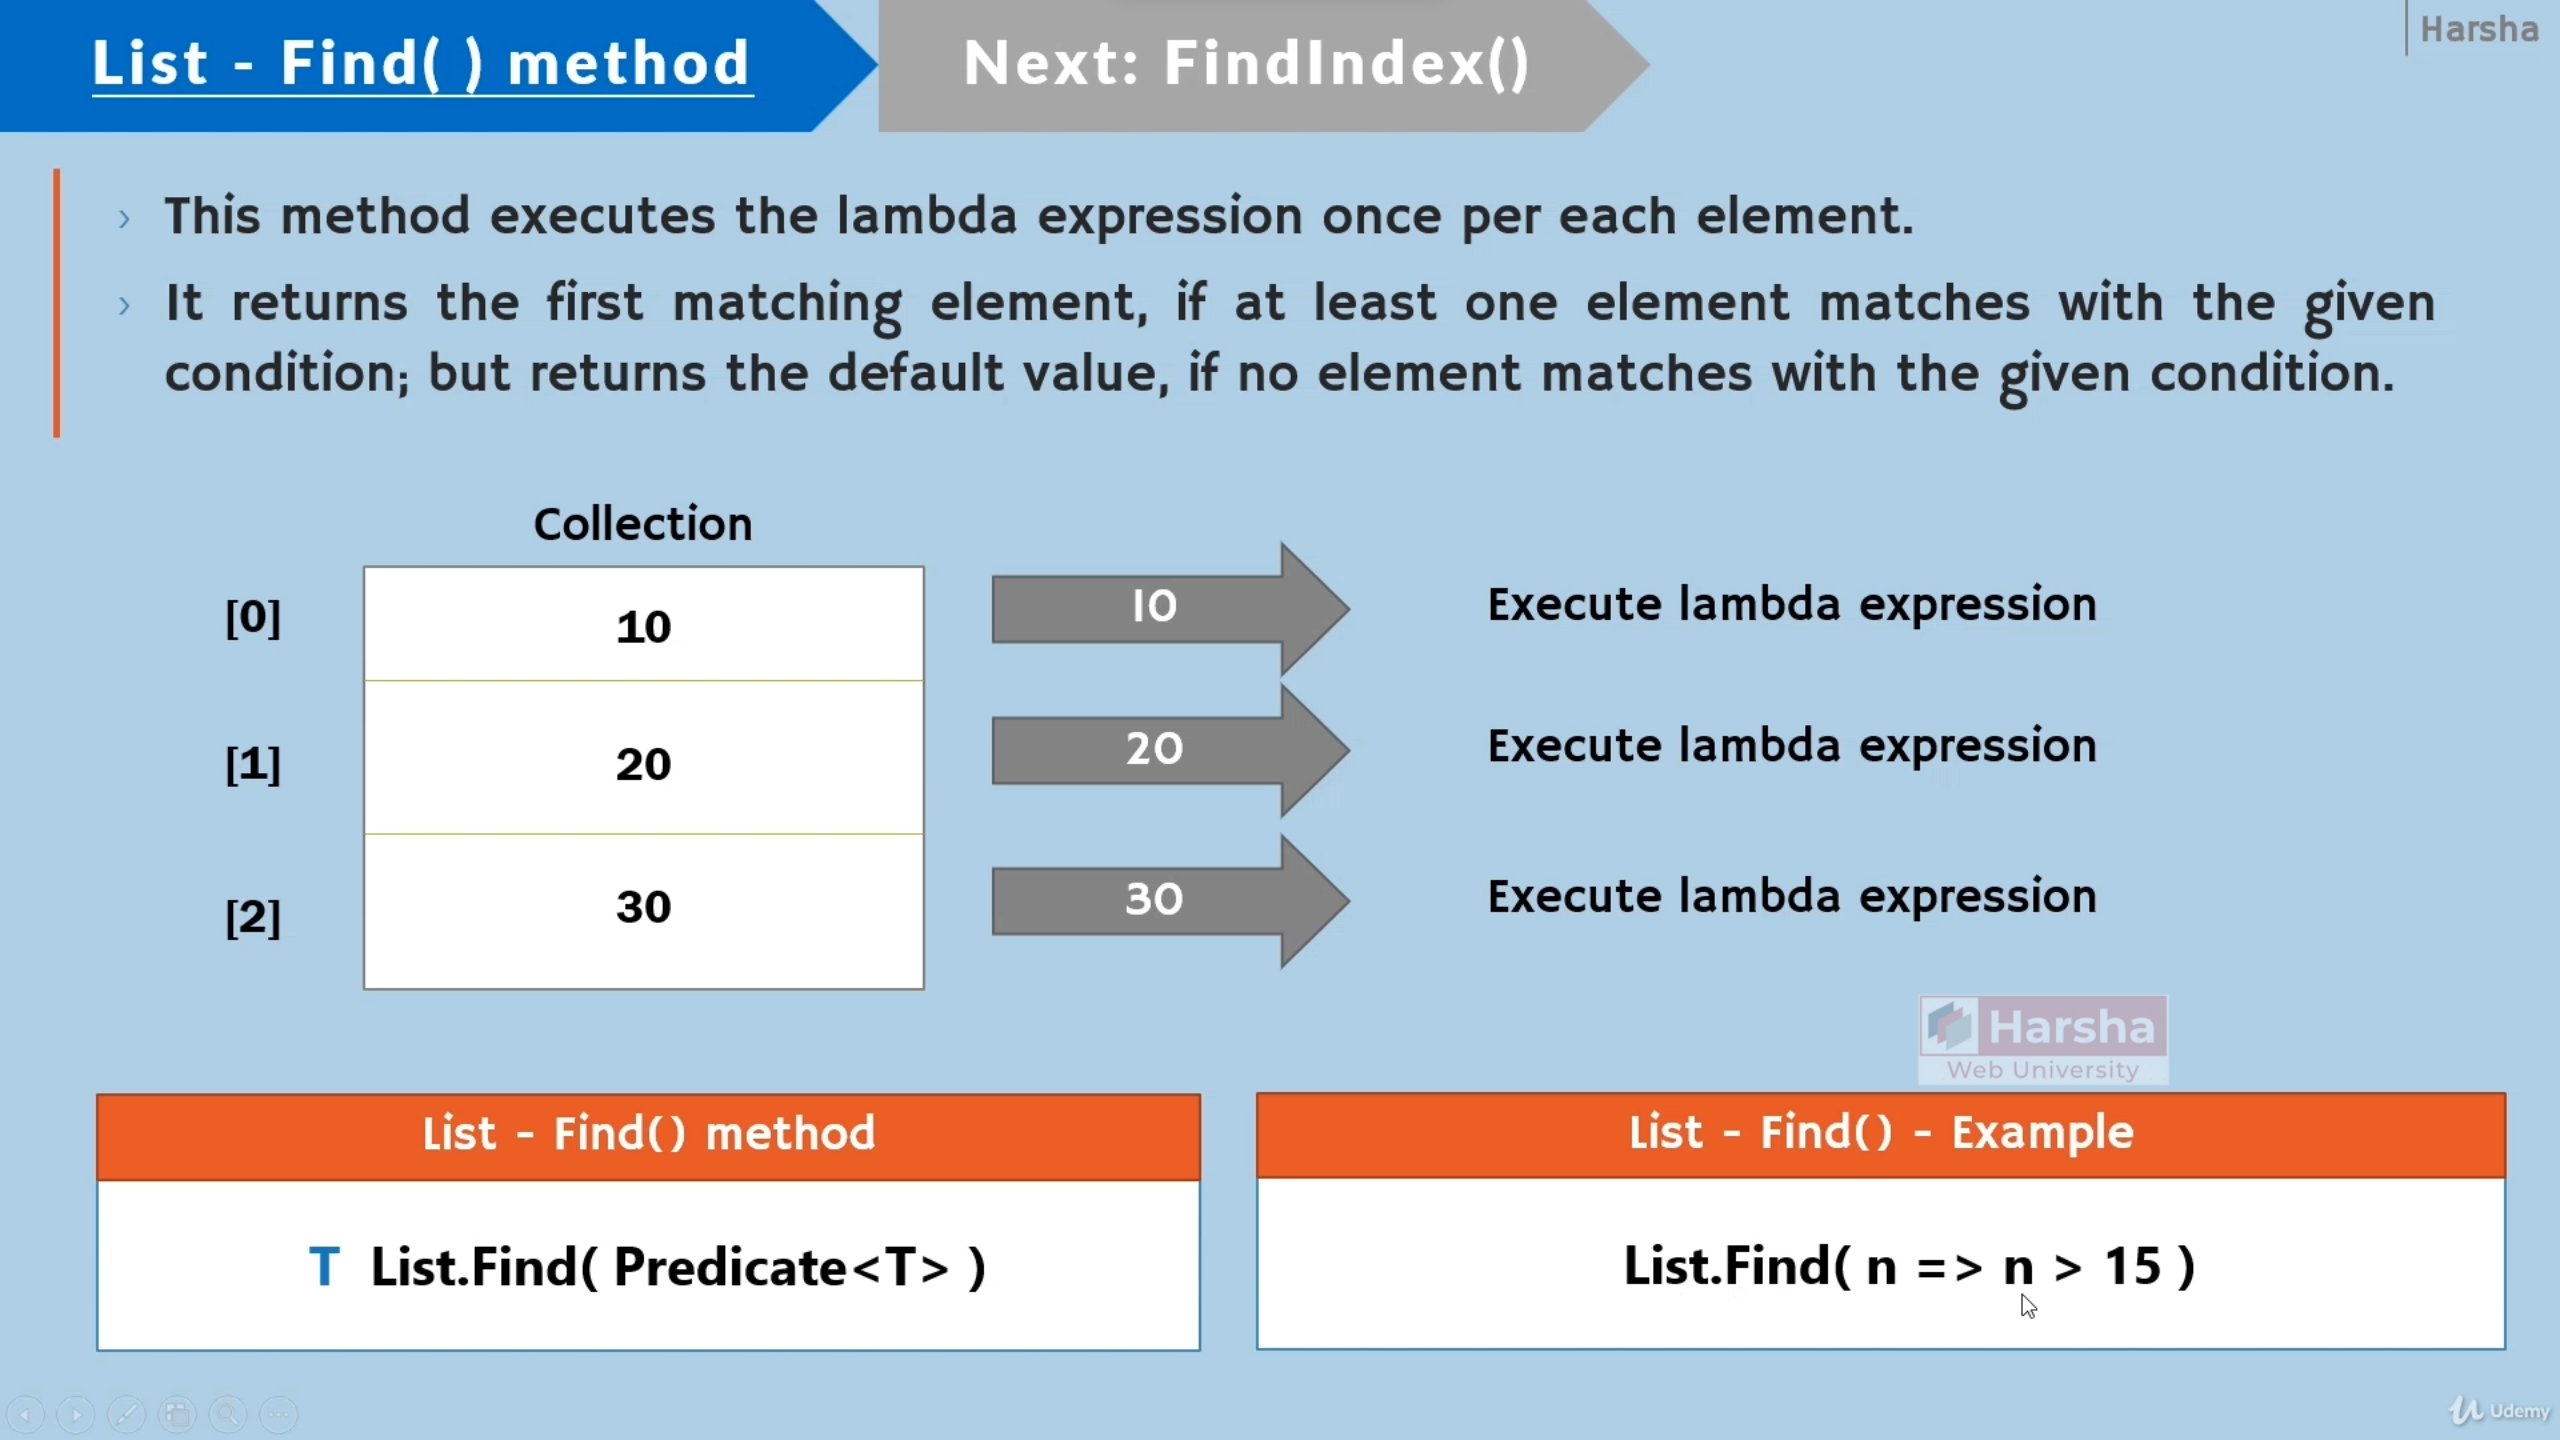 List - Find( ) method
Next: FindIndex()
Harsha
› This method executes the lambda expression once per each element.
› It returns the first matching element, if at least one element matches with the given
condition; but returns the default value, if no element matches with the given condition.
Collection
[0] 10 10 Execute lambda expression
[1] 20 20 Execute lambda expression
[2] 30 30 Execute lambda expression
Harsha
Web University
List - Find() method
T List.Find( Predicate<T> )
List - Find() - Example
List.Find( n => n > 15 )
Udemy